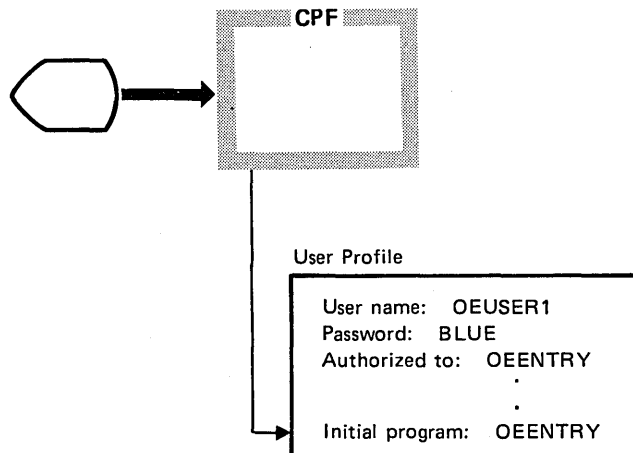 CPF
User Profile
User name: OEUSER1
Password: BLUE
Authorized to: OEENTRY
.
.
Initial program: OEENTRY